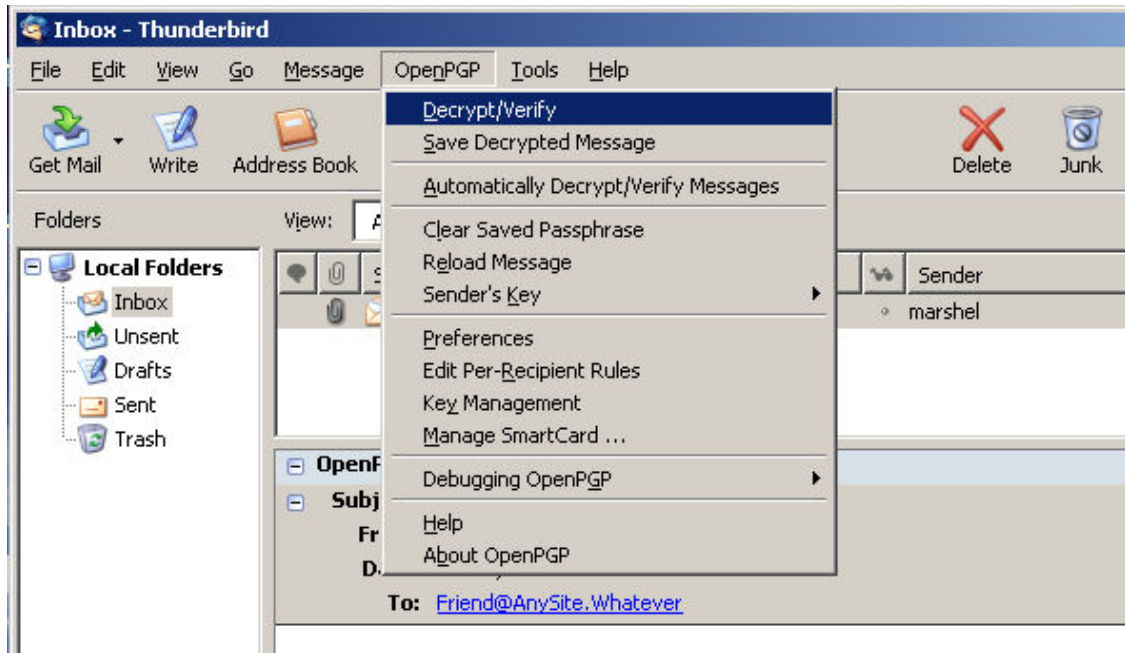 Inbox - Thunderbird
File Edit View Go Message OpenPGP Tools Help
Get Mail Write Address Book Delete Junk
Decrypt/Verify
Save Decrypted Message
Automatically Decrypt/Verify Messages
Clear Saved Passphrase
Reload Message
Sender's Key
Preferences
Edit Per-Recipient Rules
Key Management
Manage SmartCard ...
Debugging OpenPGP
Help
About OpenPGP
Folders
Local Folders
Inbox
Unsent
Drafts
Sent
Trash
View:
Sender
marshel
To: Friend@AnySite.Whatever